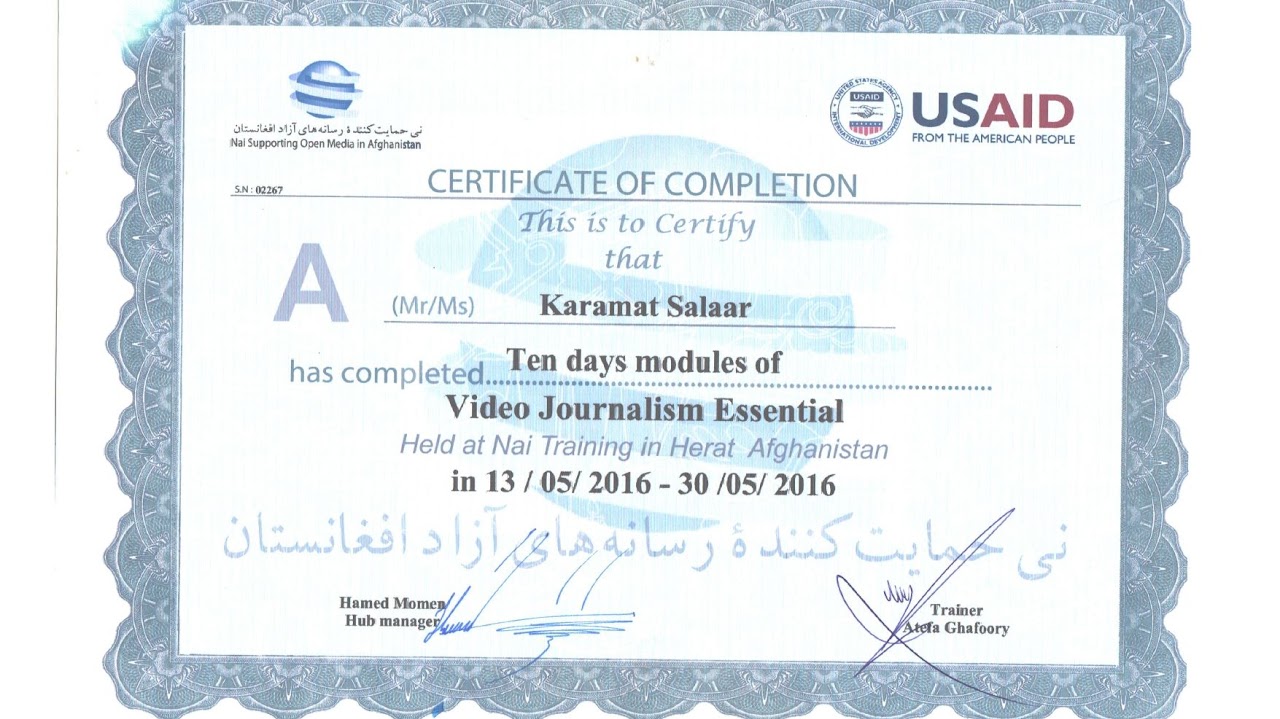 نی حمایت‌کنندۀ رسانه‌های آزاد افغانستان
Nai Supporting Open Media in Afghanistan
UNITED STATES AGENCY
USAID
INTERNATIONAL DEVELOPMENT
USAID
FROM THE AMERICAN PEOPLE
S.N : 02267
CERTIFICATE OF COMPLETION
This is to Certify
that
A
(Mr/Ms) Karamat Salaar
has completed Ten days modules of
Video Journalism Essential
Held at Nai Training in Herat Afghanistan
in 13 / 05/ 2016 - 30 /05/ 2016
نی حمایت کنندۀ رسانه‌های آزاد افغانستان
Hamed Momen
Hub manager
Trainer
Atefa Ghafoory